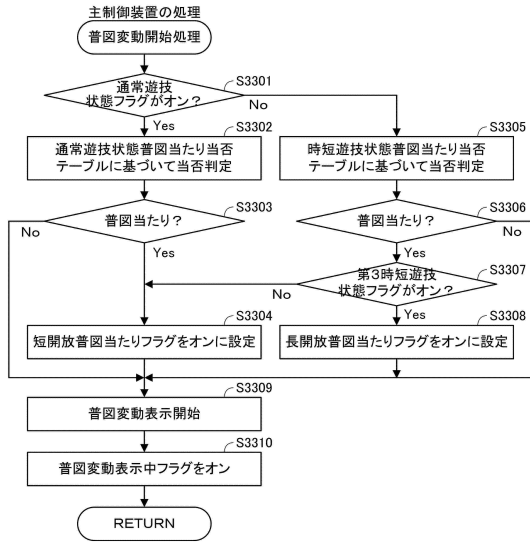 主制御装置の処理
普図変動開始処理
S3301
通常遊技
状態フラグがオン?
No
Yes
S3302
通常遊技状態普図当たり当否
テーブルに基づいて当否判定
S3305
時短遊技状態普図当たり当否
テーブルに基づいて当否判定
S3303
普図当たり?
No
Yes
S3306
普図当たり?
No
Yes
S3307
第3時短遊技
状態フラグがオン?
No
Yes
S3304
短開放普図当たりフラグをオンに設定
S3308
長開放普図当たりフラグをオンに設定
S3309
普図変動表示開始
S3310
普図変動表示中フラグをオン
RETURN